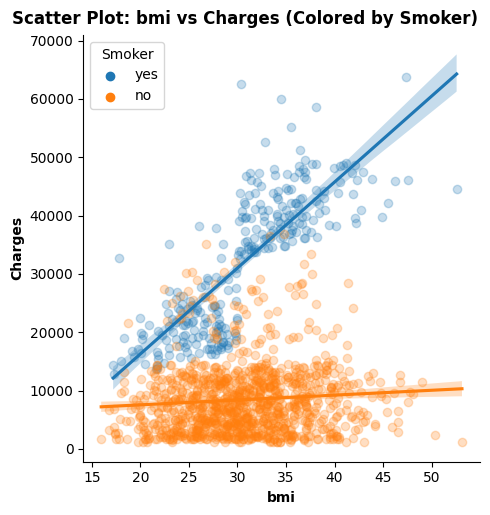 Scatter Plot: bmi vs Charges (Colored by Smoker)
70000
60000
50000
40000
30000
20000
10000
0
Charges
Smoker
yes
no
15 20 25 30 35 40 45 50
bmi